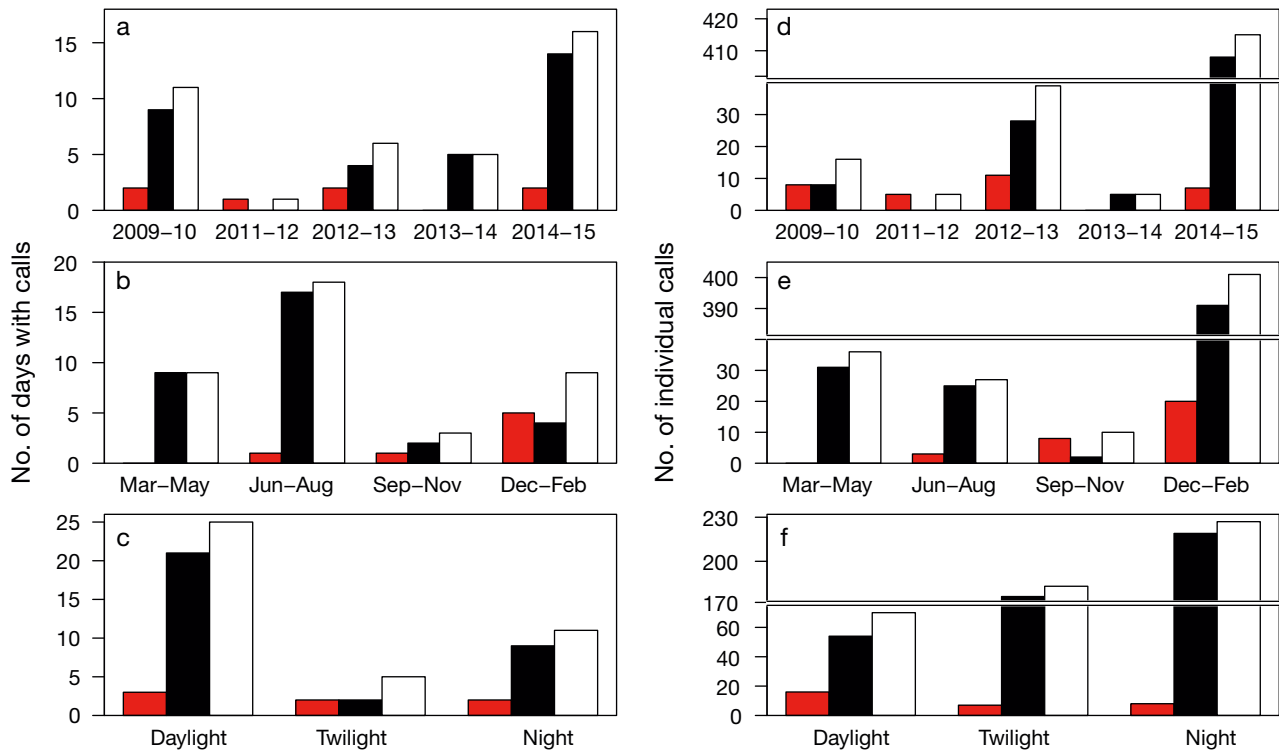 No. of days with calls
a
15
10
5
0
2009–10 2011–12 2012–13 2013–14 2014–15
b
20
15
10
5
0
Mar–May Jun–Aug Sep–Nov Dec–Feb
c
25
20
15
10
5
0
Daylight Twilight Night
No. of individual calls
d
420
410
30
20
10
0
2009–10 2011–12 2012–13 2013–14 2014–15
e
400
390
30
20
10
0
Mar–May Jun–Aug Sep–Nov Dec–Feb
f
230
200
170
60
40
20
0
Daylight Twilight Night